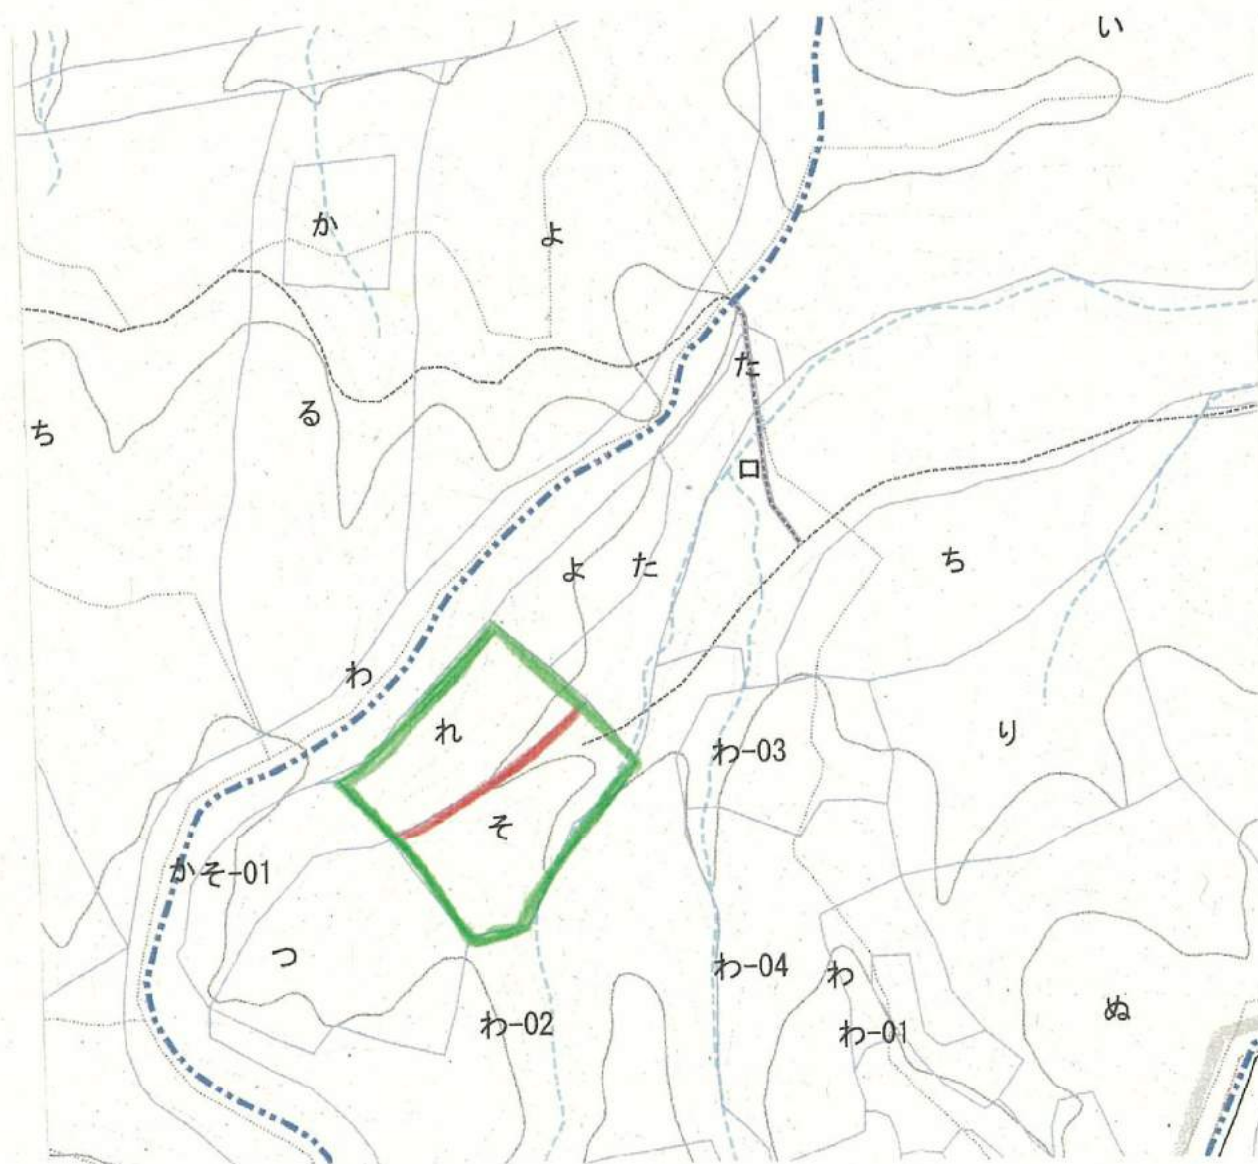 い
か
よ
た
る
ち
ロ
よ
た
ち
わ
れ
り
わ-03
そ
かそ-01
つ
わ-04
わ
ぬ
わ-02
わ-01